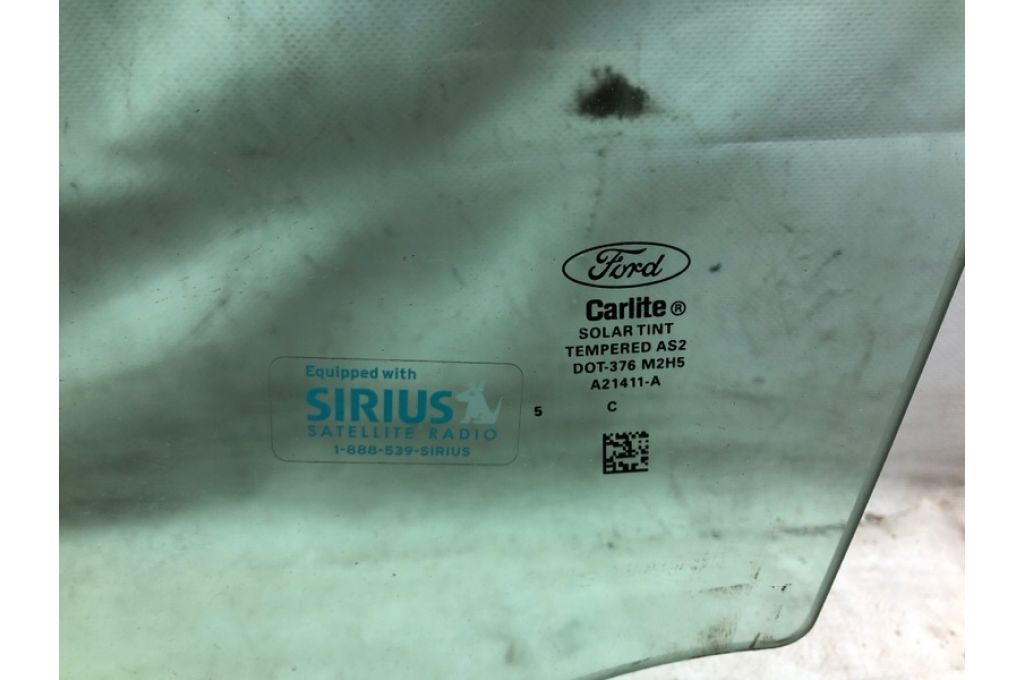 Ford
Carlite®
SOLAR TINT
TEMPERED AS2
DOT-376 M2H5
A21411-A
5 C
Equipped with
SIRIUS
SATELLITE RADIO
1-888-539-SIRIUS